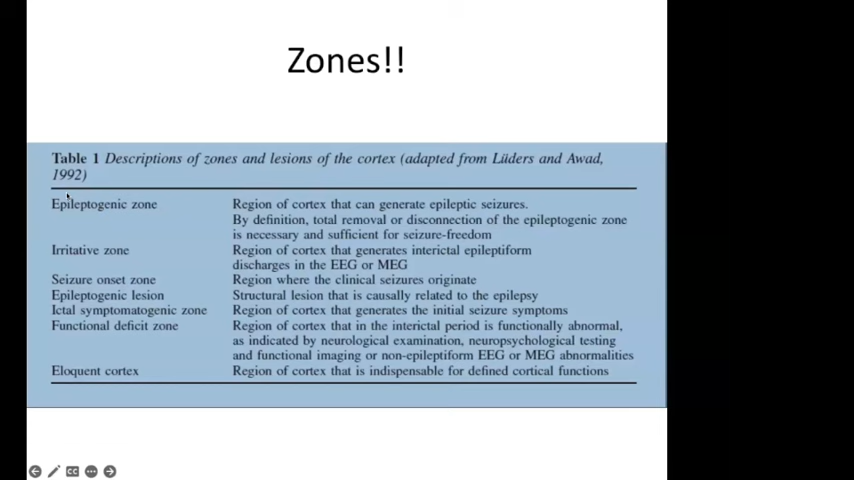 Zones!!
Table 1 Descriptions of zones and lesions of the cortex (adapted from Lüders and Awad,
1992)
Epileptogenic zone Region of cortex that can generate epileptic seizures.
By definition, total removal or disconnection of the epileptogenic zone
is necessary and sufficient for seizure-freedom
Irritative zone Region of cortex that generates interictal epileptiform
discharges in the EEG or MEG
Seizure onset zone Region where the clinical seizures originate
Epileptogenic lesion Structural lesion that is causally related to the epilepsy
Ictal symptomatogenic zone Region of cortex that generates the initial seizure symptoms
Functional deficit zone Region of cortex that in the interictal period is functionally abnormal,
as indicated by neurological examination, neuropsychological testing
and functional imaging or non-epileptiform EEG or MEG abnormalities
Eloquent cortex Region of cortex that is indispensable for defined cortical functions
CC